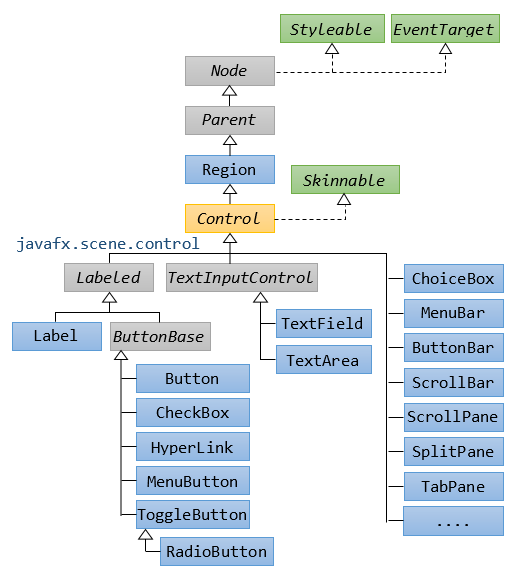 Styleable
EventTarget
Node
Parent
Region
Skinnable
Control
javafx.scene.control
Labeled
TextInputControl
ChoiceBox
MenuBar
TextField
Label
ButtonBase
ButtonBar
TextArea
Button
ScrollBar
CheckBox
ScrollPane
HyperLink
SplitPane
MenuButton
TabPane
ToggleButton
....
RadioButton